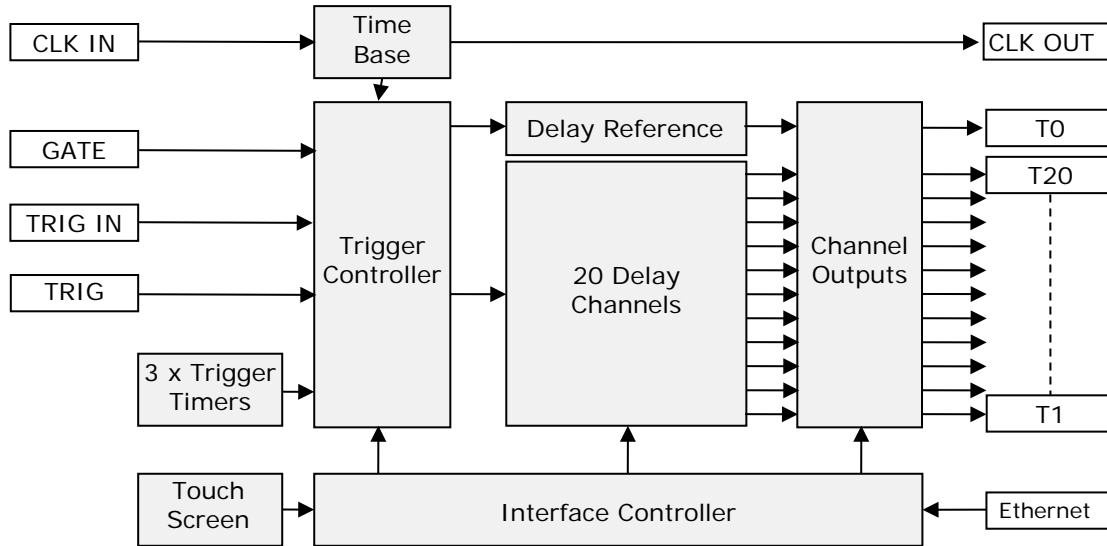 CLK IN
Time
Base
CLK OUT
GATE
TRIG IN
TRIG
3 x Trigger
Timers
Trigger
Controller
Delay Reference
20 Delay
Channels
Channel
Outputs
T0
T20
T1
Touch
Screen
Interface Controller
Ethernet